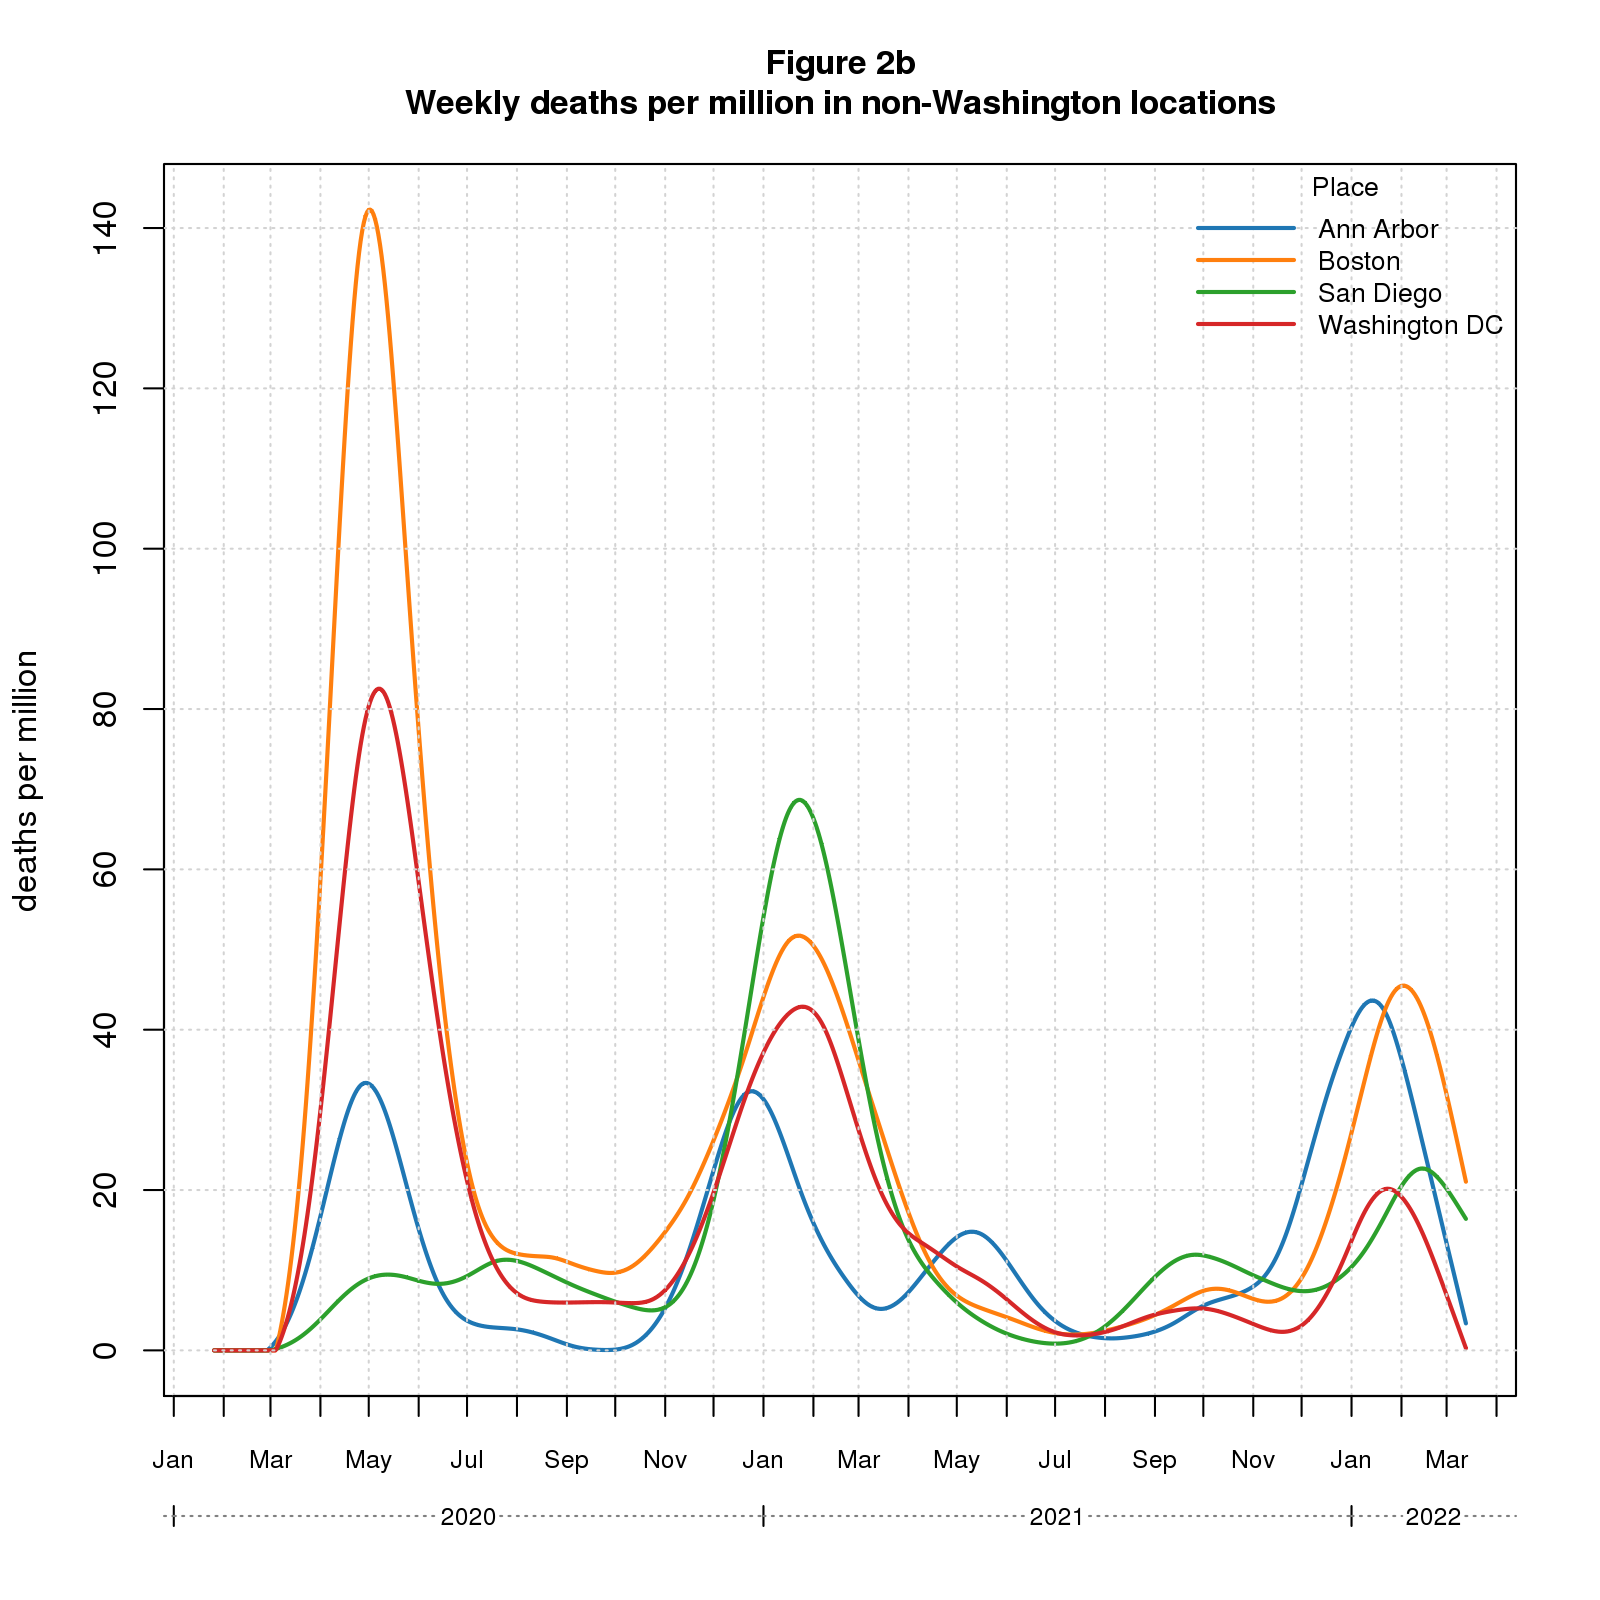 Figure 2b
Weekly deaths per million in non-Washington locations
Place
Ann Arbor
Boston
San Diego
Washington DC
deaths per million
140
120
100
80
60
40
20
0
Jan Mar May Jul Sep Nov Jan Mar May Jul Sep Nov Jan Mar
2020 2021 2022